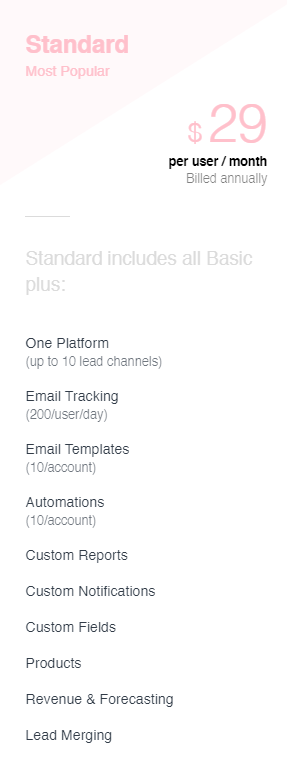 Standard
Most Popular
$ 29
per user / month
Billed annually
Standard includes all Basic
plus:
One Platform
(up to 10 lead channels)
Email Tracking
(200/user/day)
Email Templates
(10/account)
Automations
(10/account)
Custom Reports
Custom Notifications
Custom Fields
Products
Revenue & Forecasting
Lead Merging